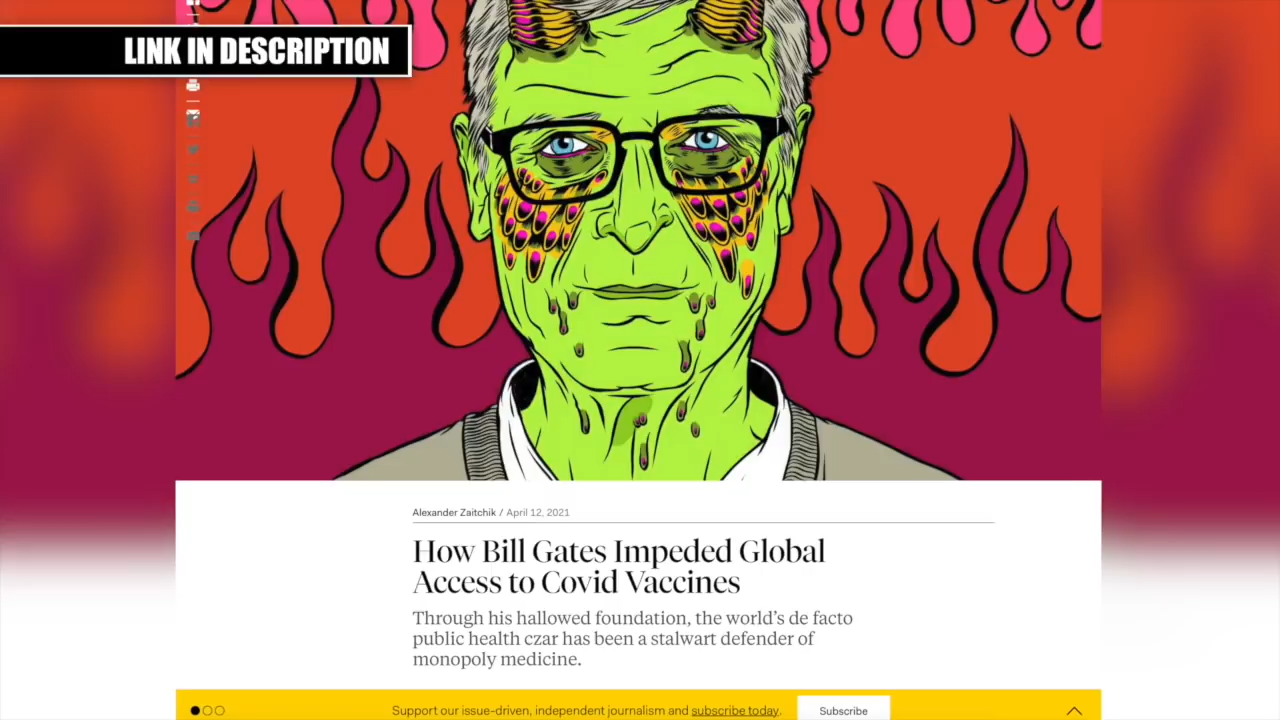 LINK IN DESCRIPTION
Alexander Zaitchik / April 12, 2021
How Bill Gates Impeded Global
Access to Covid Vaccines
Through his hallowed foundation, the world's de facto
public health czar has been a stalwart defender of
monopoly medicine.
Support our issue-driven, independent journalism and subscribe today.
Subscribe